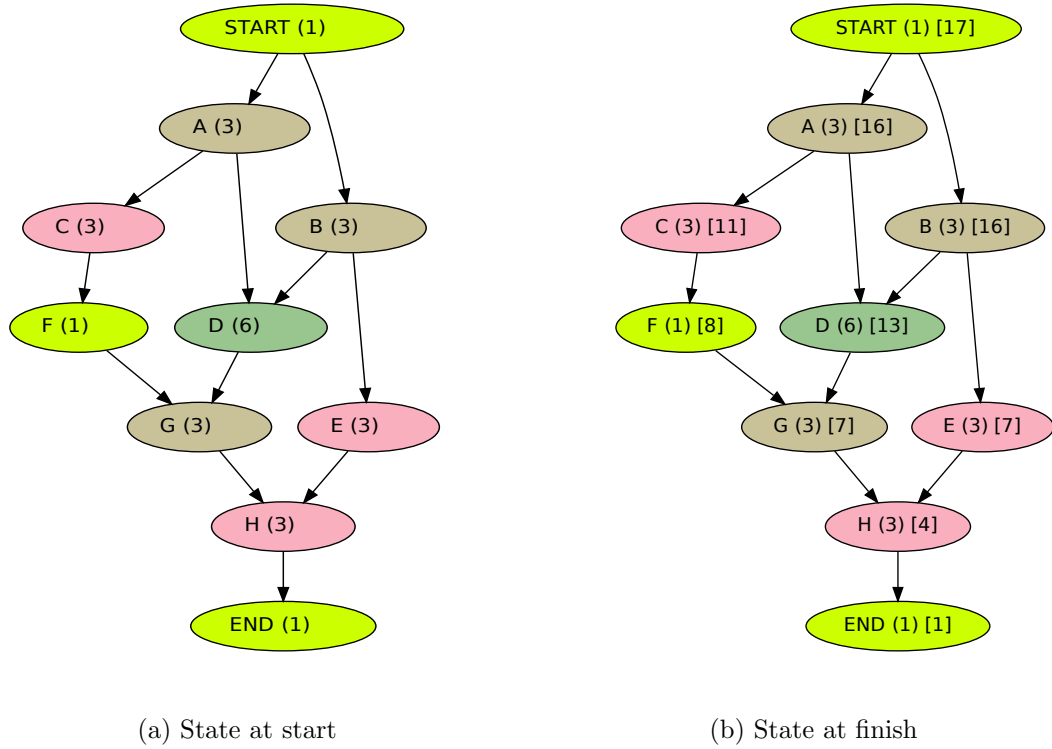 START (1)
A (3)
C (3)
B (3)
F (1)
D (6)
G (3)
E (3)
H (3)
END (1)
(a) State at start
START (1) [17]
A (3) [16]
C (3) [11]
B (3) [16]
F (1) [8]
D (6) [13]
G (3) [7]
E (3) [7]
H (3) [4]
END (1) [1]
(b) State at finish